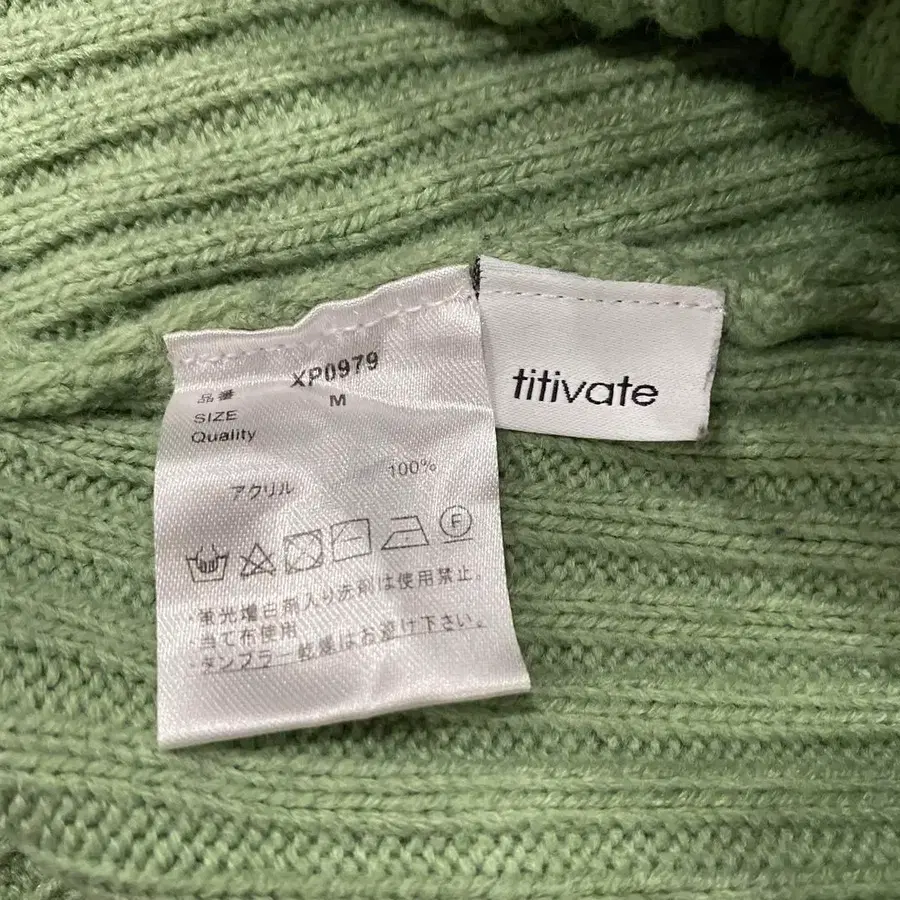 品番 XP0979
SIZE M
Quality
アクリル 100%
F
・蛍光増白剤入り洗剤は使用禁止。
・当て布使用
・タンブラー乾燥はお避け下さい。
titivate